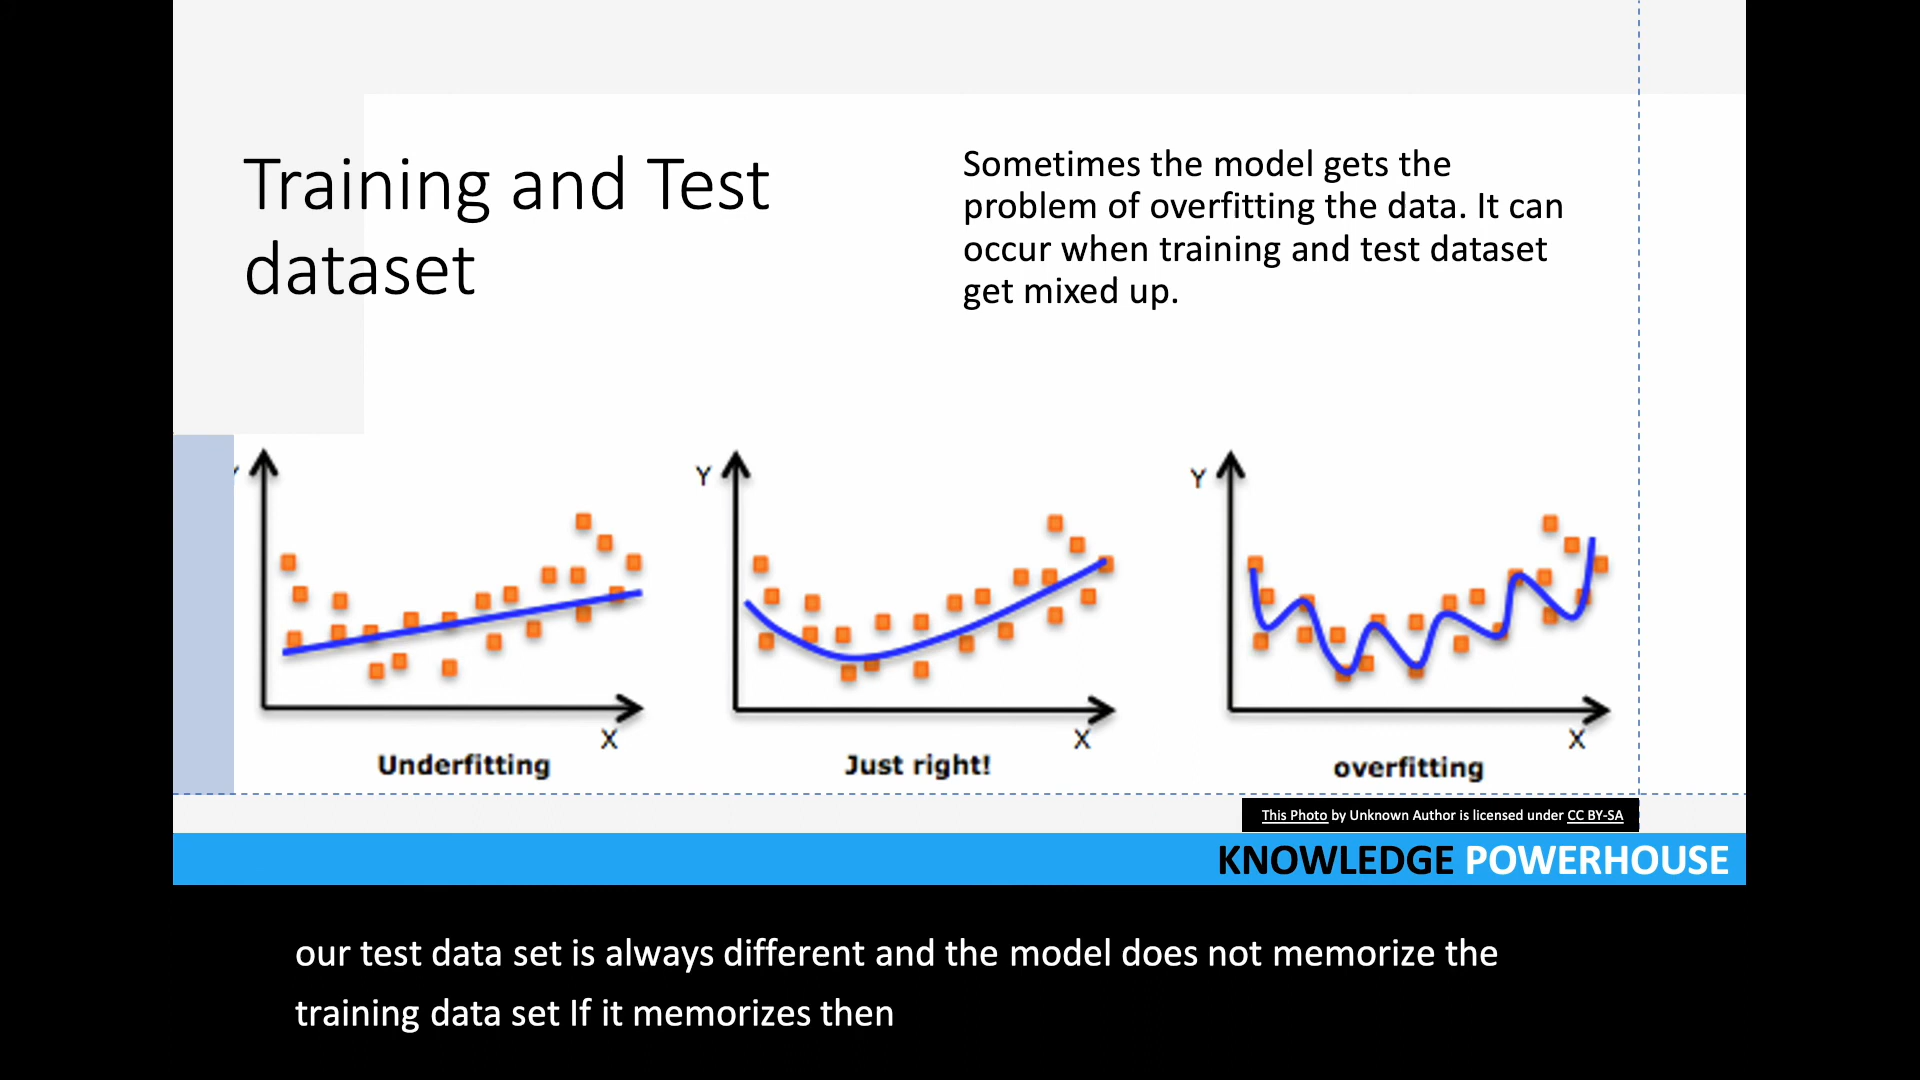 Training and Test
dataset
Sometimes the model gets the
problem of overfitting the data. It can
occur when training and test dataset
get mixed up.
Y
Y
X
X
X
Underfitting
Just right!
overfitting
This Photo by Unknown Author is licensed under CC BY-SA
KNOWLEDGE POWERHOUSE
our test data set is always different and the model does not memorize the
training data set If it memorizes then